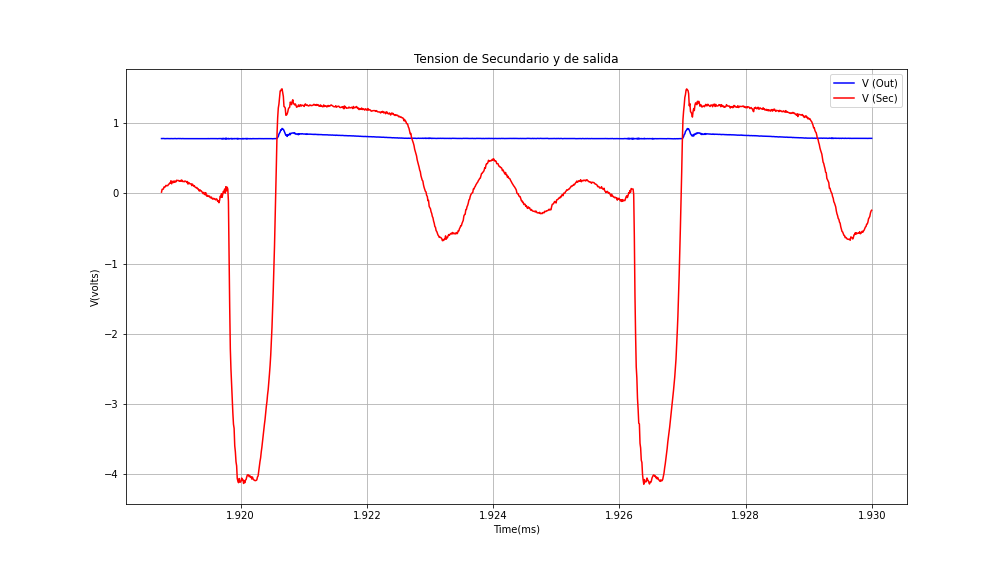 Tension de Secundario y de salida
V (Out)
V (Sec)
1
0
−1
−2
−3
−4
V(volts)
1.920
1.922
1.924
1.926
1.928
1.930
Time(ms)